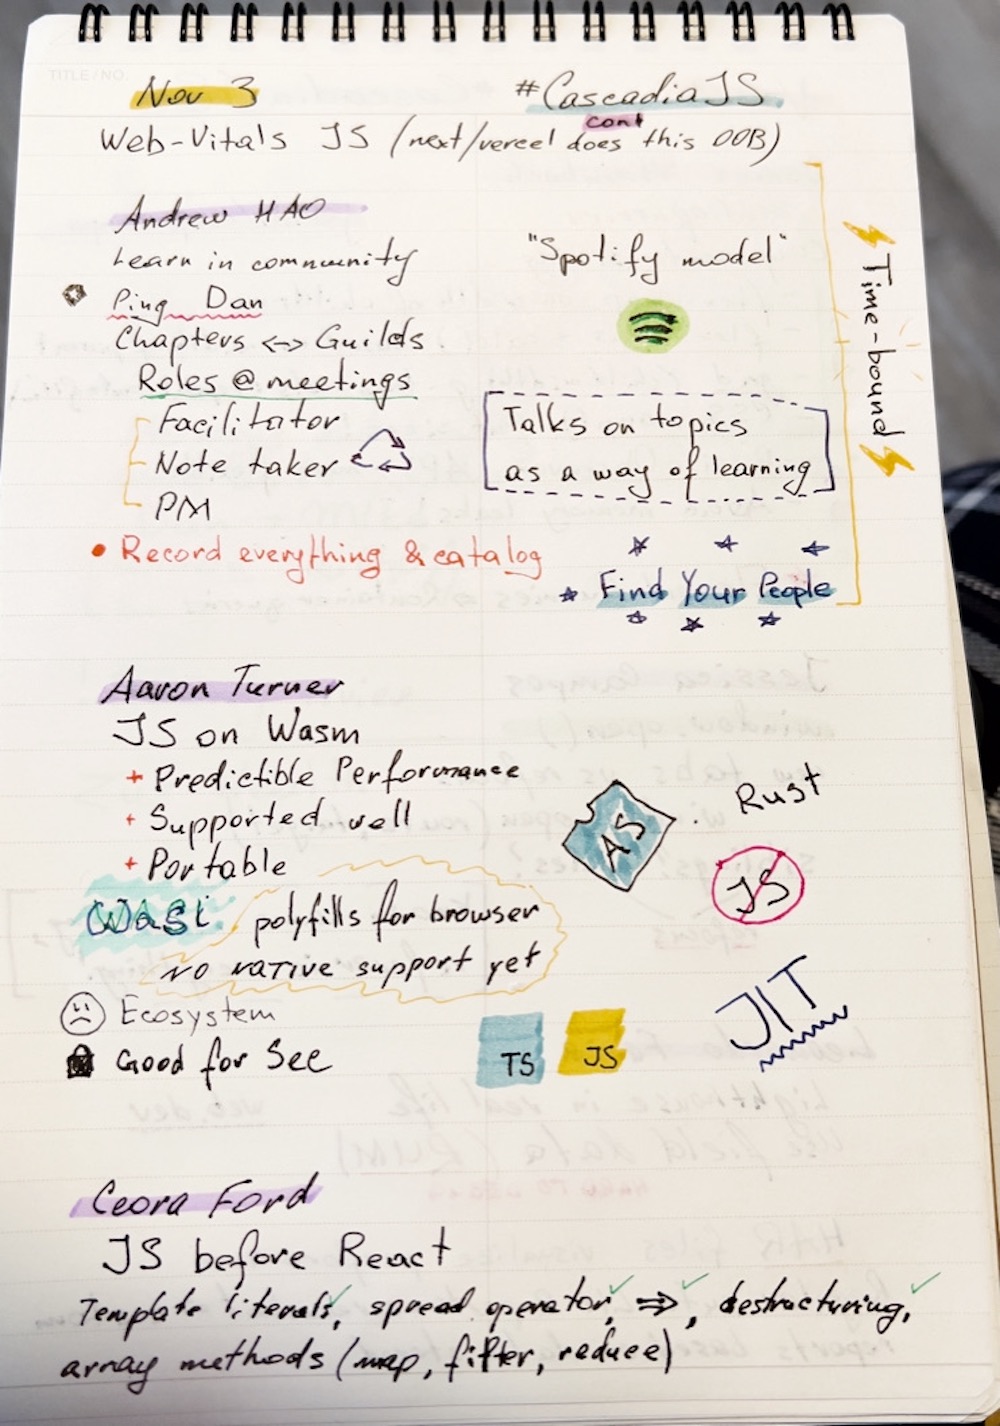 TITLE/NO.
Nov 3
#CascadiaJS
cont
Web-Vitals JS (next/vercel does this OOB)
Andrew HAO
Learn in community
Ping Dan
Chapters <-> Guilds
Roles @ meetings
Facilitator
Note taker
PM
• Record everything & catalog
"Spotify model"
Talks on topics
as a way of learning
Find Your People
Time-bound
Aaron Turner
JS on Wasm
+ Predictible Performance
+ Supported well
+ Portable
Wasi polyfills for browser
No native support yet
Ecosystem
Good for Sec
AS
Rust
JS
JIT
TS
JS
Ceora Ford
JS before React
Template literals, spread operator, =>, destructuring,
array methods (map, filter, reduce)